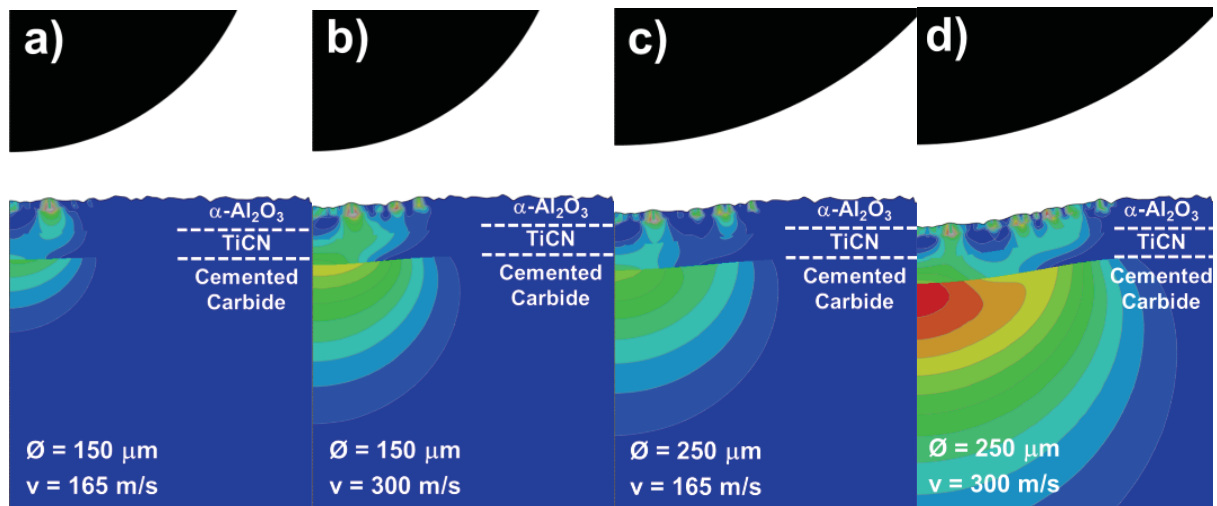 a)
α-Al₂O₃
TiCN
Cemented
Carbide
Ø = 150 μm
v = 165 m/s
b)
α-Al₂O₃
TiCN
Cemented
Carbide
Ø = 150 μm
v = 300 m/s
c)
α-Al₂O₃
TiCN
Cemented
Carbide
Ø = 250 μm
v = 165 m/s
d)
α-Al₂O₃
TiCN
Cemented
Carbide
Ø = 250 μm
v = 300 m/s